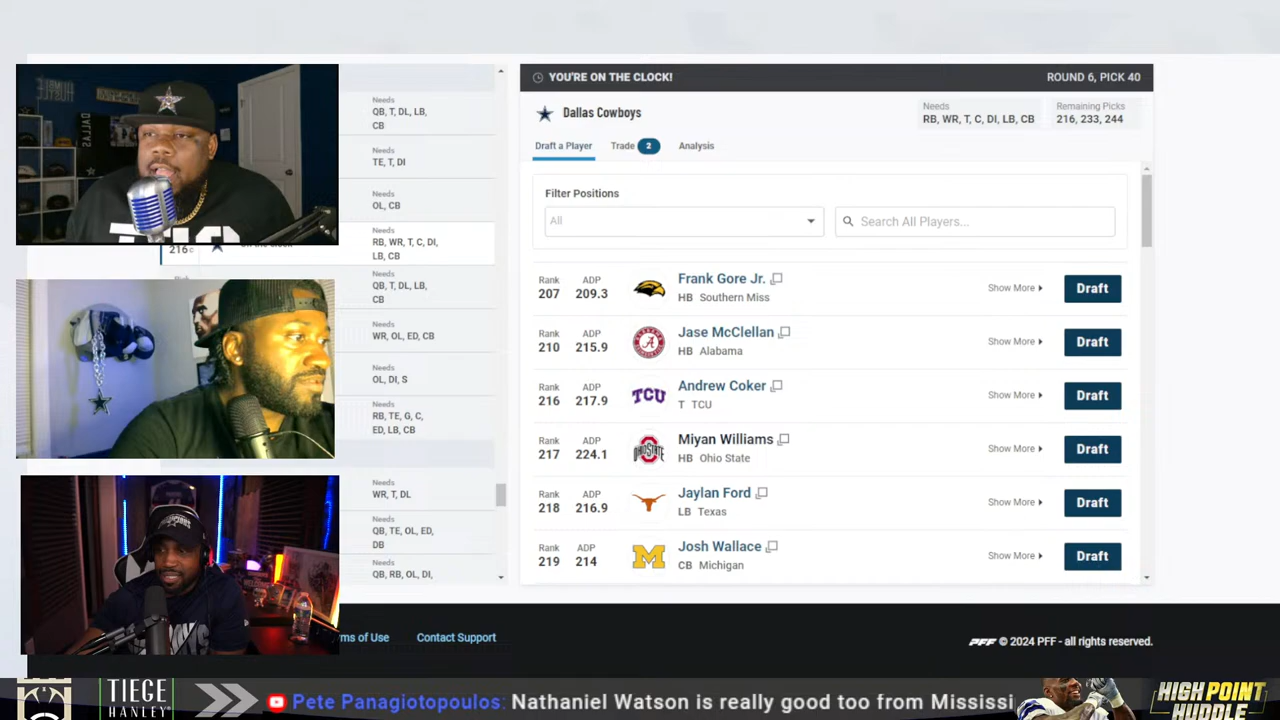 YOU'RE ON THE CLOCK!
ROUND 6, PICK 40
Dallas Cowboys
Needs
RB, WR, T, C, DI, LB, CB
Remaining Picks
216, 233, 244
Draft a Player
Trade 2
Analysis
Filter Positions
All
Search All Players...
Rank
207
ADP
209.3
Frank Gore Jr.
HB Southern Miss
Show More
Draft
Rank
210
ADP
215.9
Jase McClellan
HB Alabama
Show More
Draft
Rank
216
ADP
217.9
TCU
Andrew Coker
T TCU
Show More
Draft
Rank
217
ADP
224.1
OHIO STATE
Miyan Williams
HB Ohio State
Show More
Draft
Rank
218
ADP
216.9
Jaylan Ford
LB Texas
Show More
Draft
Rank
219
ADP
214
M
Josh Wallace
CB Michigan
Show More
Draft
Needs
QB, T, DL, LB,
CB
Needs
TE, T, DI
Needs
OL, CB
216
Needs
RB, WR, T, C, DI,
LB, CB
Needs
QB, T, DL, LB,
CB
Needs
WR, OL, ED, CB
Needs
OL, DI, S
Needs
RB, TE, G, C,
ED, LB, CB
Needs
WR, T, DL
Needs
QB, TE, OL, ED,
DB
Needs
QB, RB, OL, DI,
DALLAS
ms of Use
Contact Support
PFF © 2024 PFF - all rights reserved.
TIEGE
HANLEY
Pete Panagiotopoulos: Nathaniel Watson is really good too from Mississi
HIGH POINT
HUDDLE